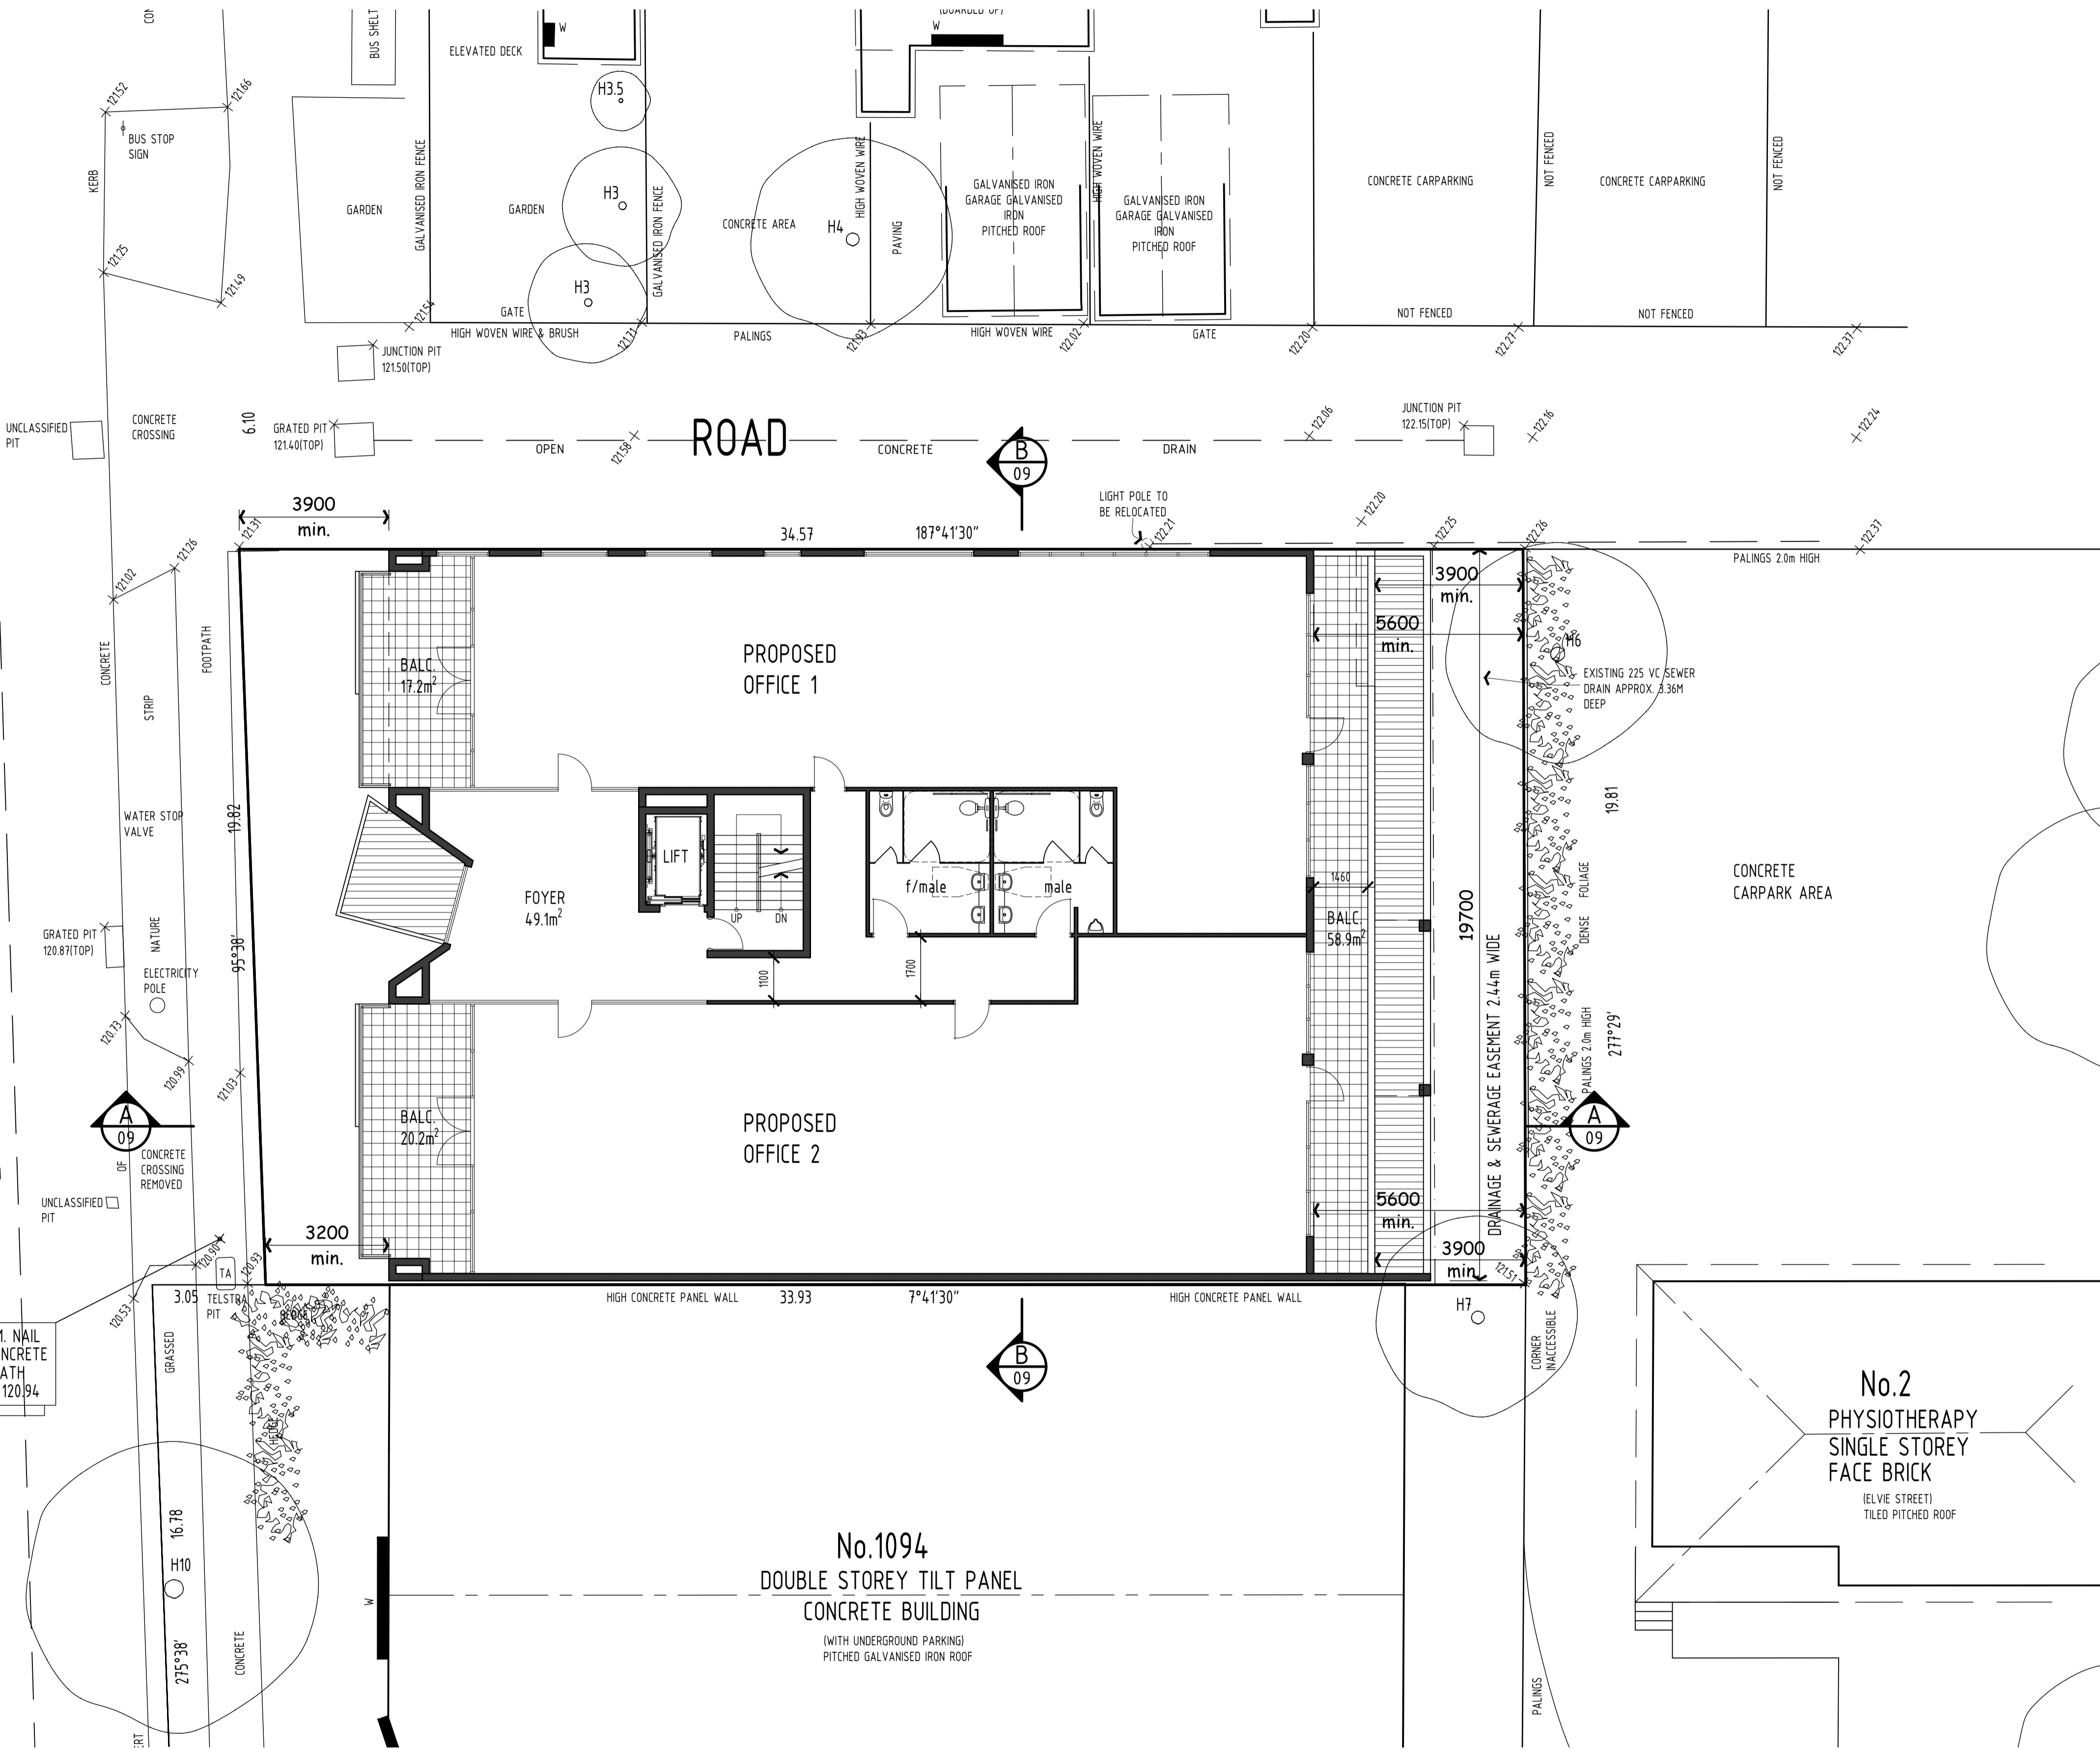 BUS SHELT
(BOARDED UP)
W
W
ELEVATED DECK
H3.5
121.52
121.66
BUS STOP
SIGN
KERB
GARDEN
GALVANISED IRON FENCE
GARDEN
H3
GALVANISED IRON FENCE
CONCRETE AREA
H4
HIGH WOVEN WIRE
PAVING
GALVANISED IRON
GARAGE GALVANISED
IRON
PITCHED ROOF
HIGH WOVEN WIRE
GALVANISED IRON
GARAGE GALVANISED
IRON
PITCHED ROOF
CONCRETE CARPARKING
NOT FENCED
CONCRETE CARPARKING
NOT FENCED
121.25
121.49
H3
GATE
121.54
HIGH WOVEN WIRE & BRUSH
121.71
PALINGS
121.93
HIGH WOVEN WIRE
122.02
GATE
122.20
NOT FENCED
122.27
NOT FENCED
122.37
JUNCTION PIT
121.50(TOP)
UNCLASSIFIED
PIT
CONCRETE
CROSSING
6.10
GRATED PIT
121.40(TOP)
OPEN
121.58
ROAD
CONCRETE
B
09
DRAIN
122.06
JUNCTION PIT
122.15(TOP)
122.16
122.24
3900
min.
121.31
34.57
187°41'30"
LIGHT POLE TO
BE RELOCATED
122.21
122.20
122.25
122.26
122.37
PALINGS 2.0m HIGH
121.02
121.26
CONCRETE
STRIP
FOOTPATH
3900
min.
5600
min.
H6
EXISTING 225 VC SEWER
DRAIN APPROX. 3.36M
DEEP
BALC.
17.2m²
PROPOSED
OFFICE 1
19.82
WATER STOP
VALVE
19.81
LIFT
FOYER
49.1m²
UP
DN
f/male
male
1460
BALC.
58.9m²
19700
DENSE FOLIAGE
CONCRETE
CARPARK AREA
GRATED PIT
120.87(TOP)
NATURE
95°38'
ELECTRICITY
POLE
1100
1700
DRAINAGE & SEWERAGE EASEMENT 2.44m WIDE
PALINGS 2.0m HIGH
277°29'
120.73
120.99
121.03
A
09
BALC.
20.2m²
PROPOSED
OFFICE 2
A
09
OF
CONCRETE
CROSSING
REMOVED
UNCLASSIFIED
PIT
5600
min.
3200
min.
3900
min.
121.51
120.90
120.93
TA
120.53
3.05
TELSTRA
PIT
HEDGE
HIGH CONCRETE PANEL WALL
33.93
7°41'30"
HIGH CONCRETE PANEL WALL
H7
CORNER
INACCESSIBLE
GRASSED
NAIL
NCRETE
ATH
120.94
B
09
HEDGE
No.2
PHYSIOTHERAPY
SINGLE STOREY
FACE BRICK
(ELVIE STREET)
TILED PITCHED ROOF
16.78
H10
W
No.1094
DOUBLE STOREY TILT PANEL
CONCRETE BUILDING
(WITH UNDERGROUND PARKING)
PITCHED GALVANISED IRON ROOF
275°38'
CONCRETE
PALINGS